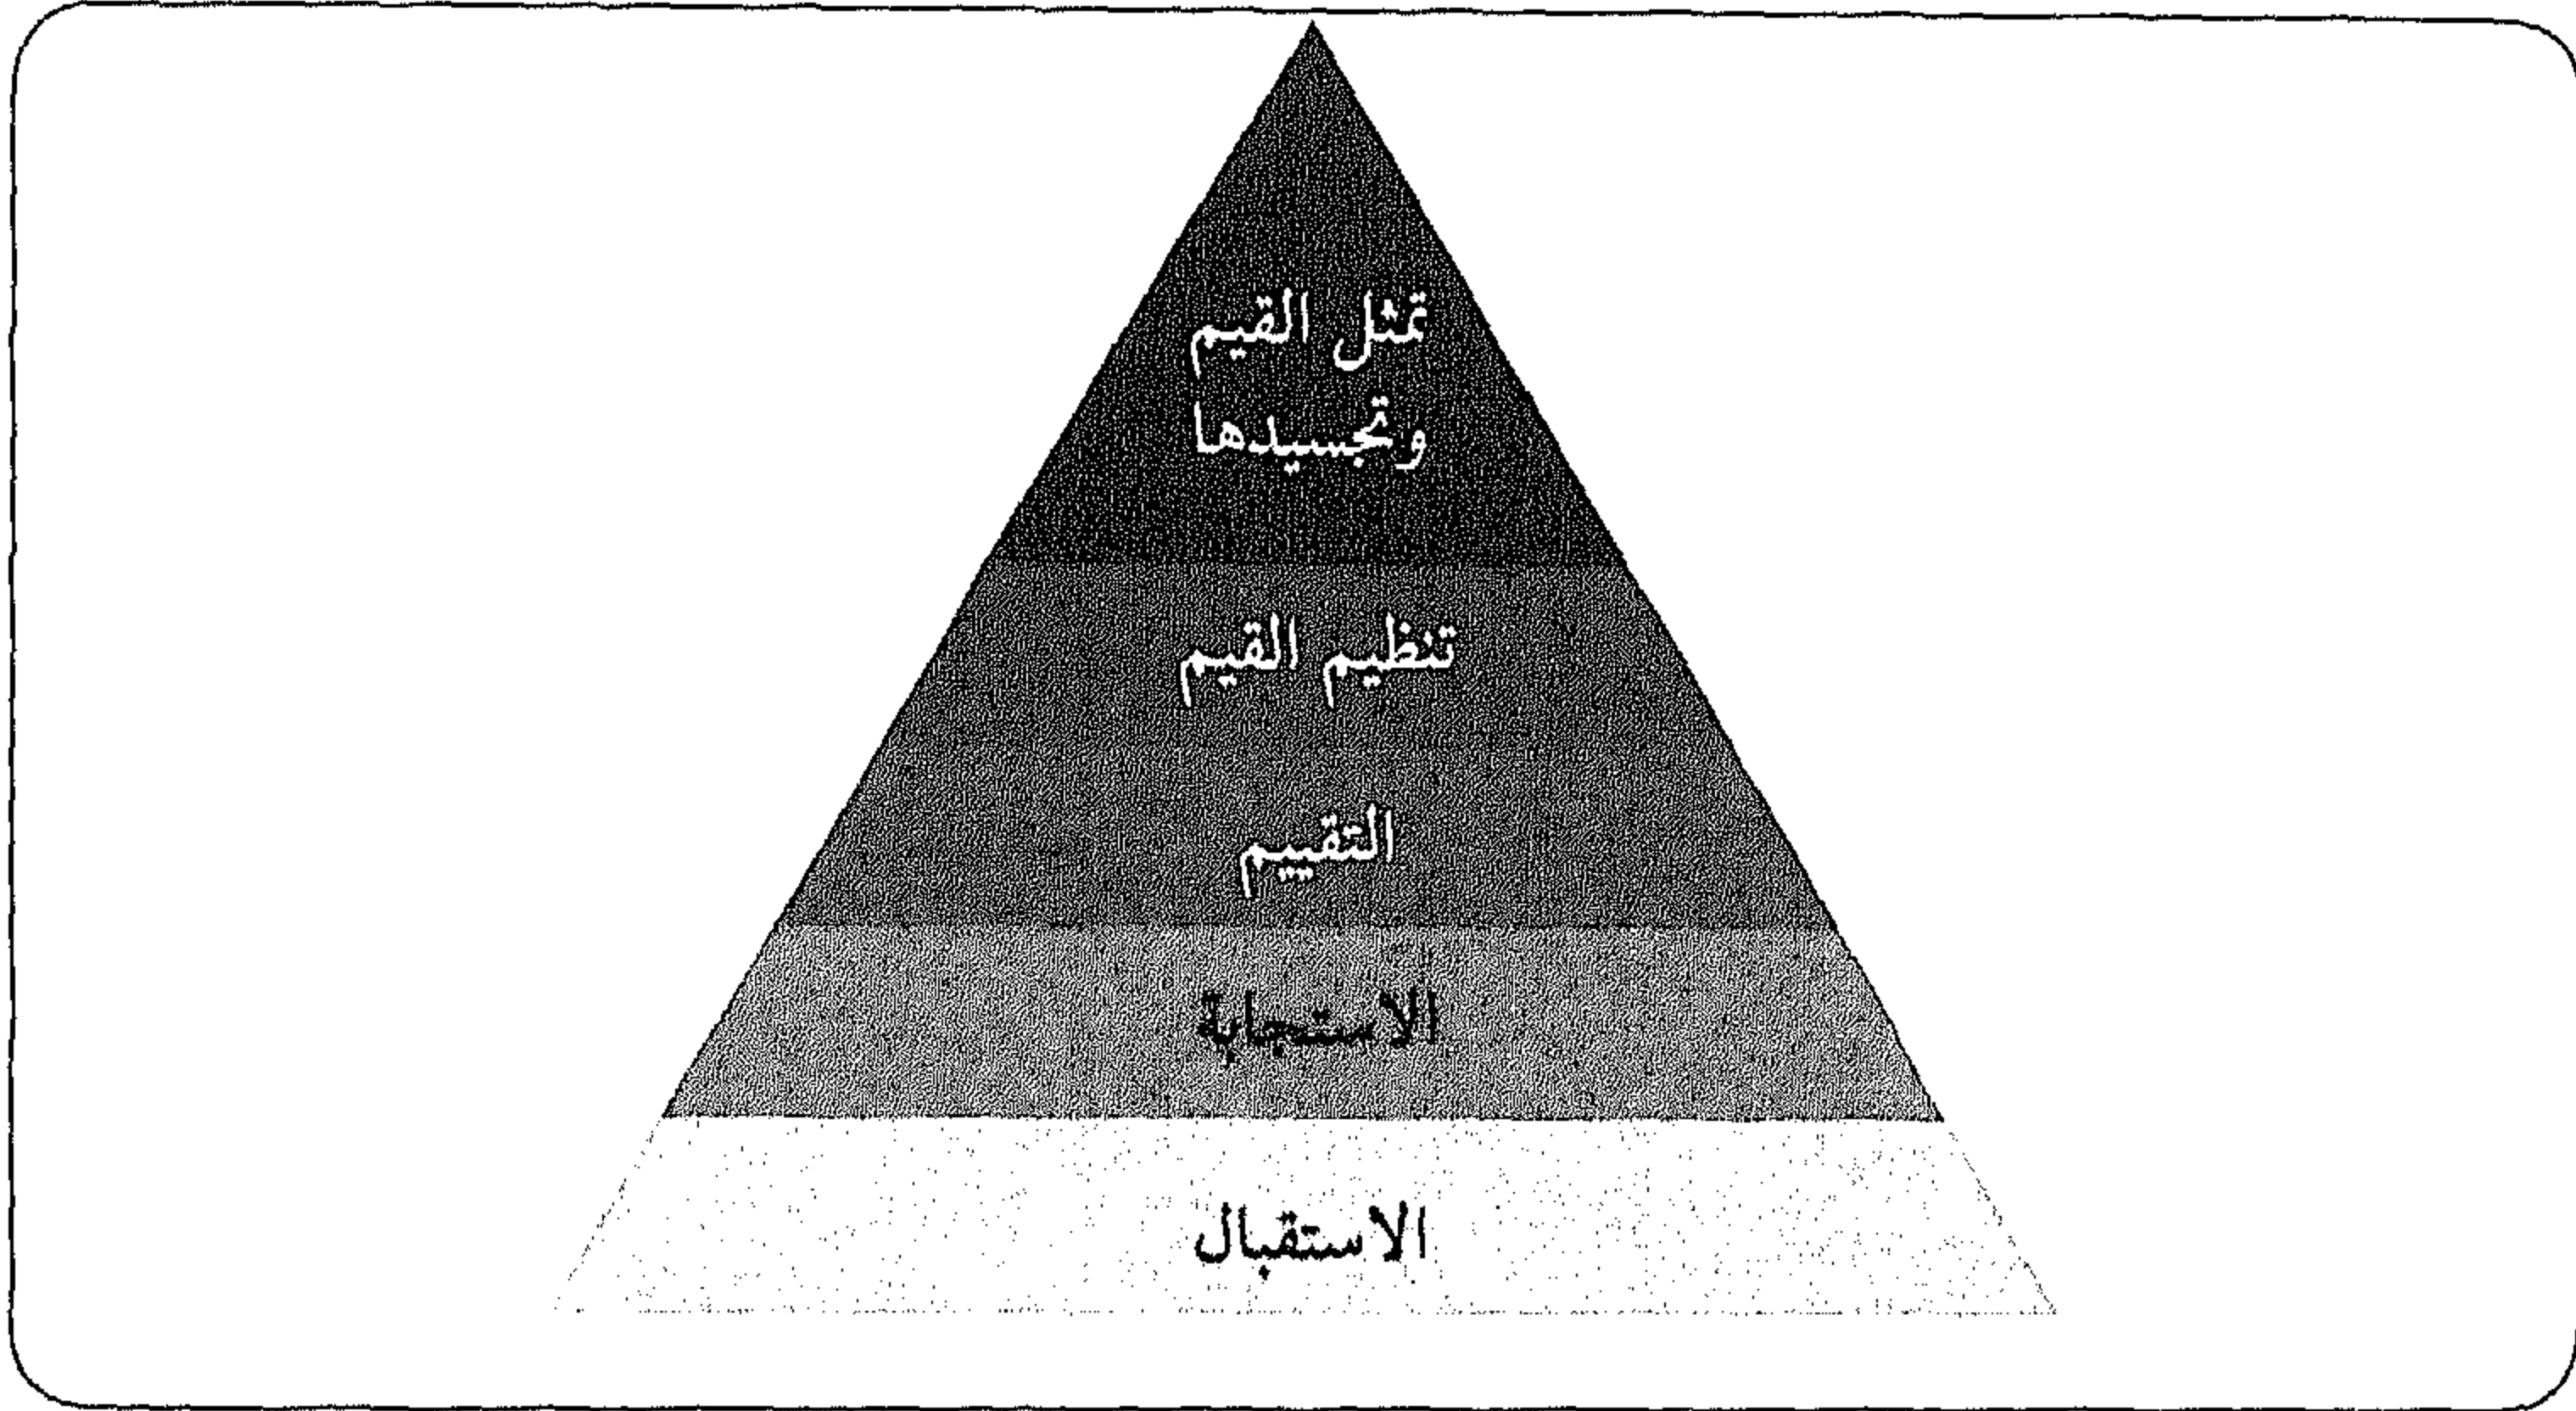 تمثل القيم
وتجسيدها
تنظيم القيم
التقييم
الاستجابة
الاستقبال